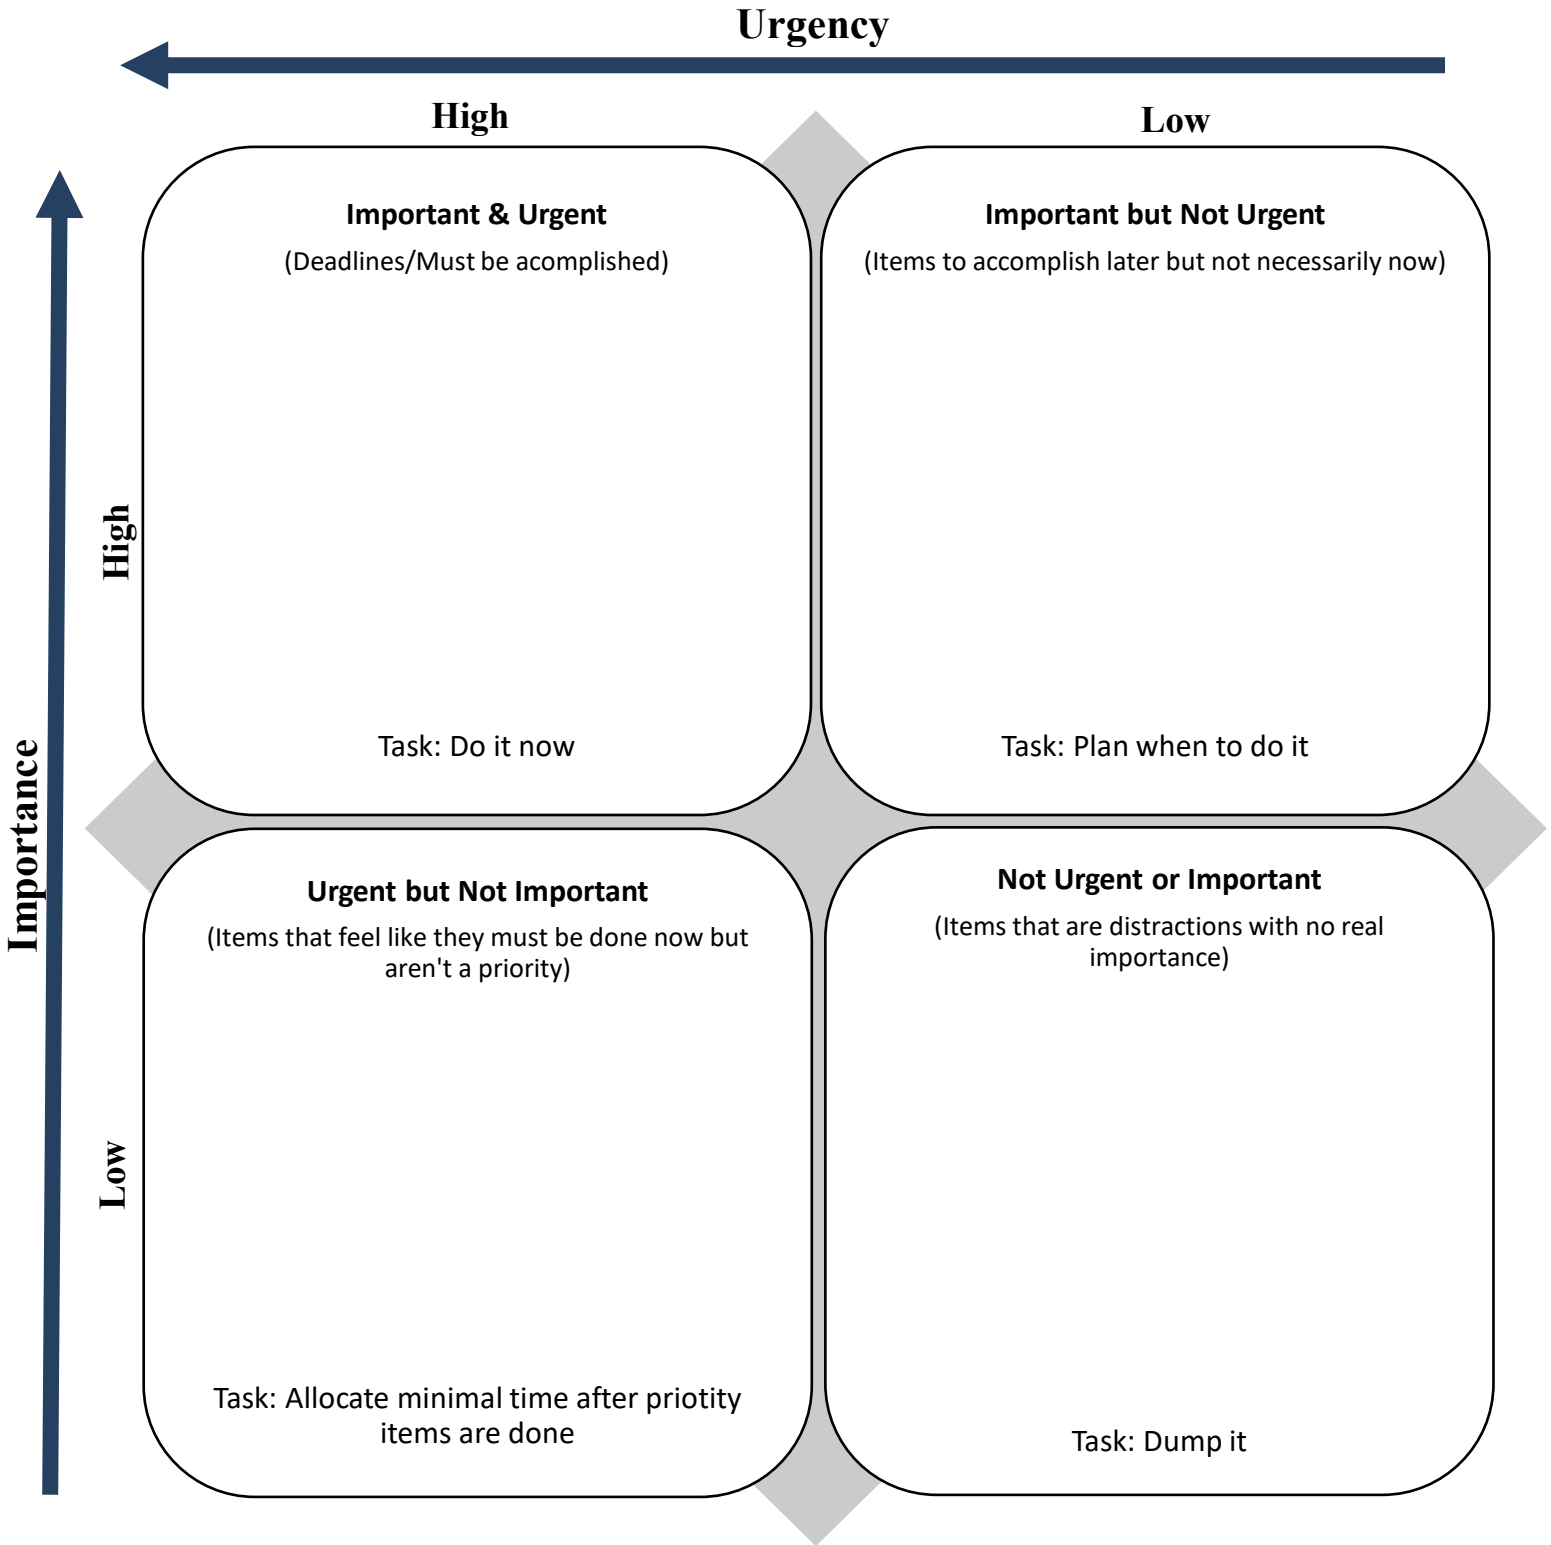 Urgency
High
Low
Important & Urgent
(Deadlines/Must be acomplished)
Task: Do it now
Important but Not Urgent
(Items to accomplish later but not necessarily now)
Task: Plan when to do it
Importance
High
Low
Urgent but Not Important
(Items that feel like they must be done now but
aren't a priority)
Task: Allocate minimal time after priotity
items are done
Not Urgent or Important
(Items that are distractions with no real
importance)
Task: Dump it